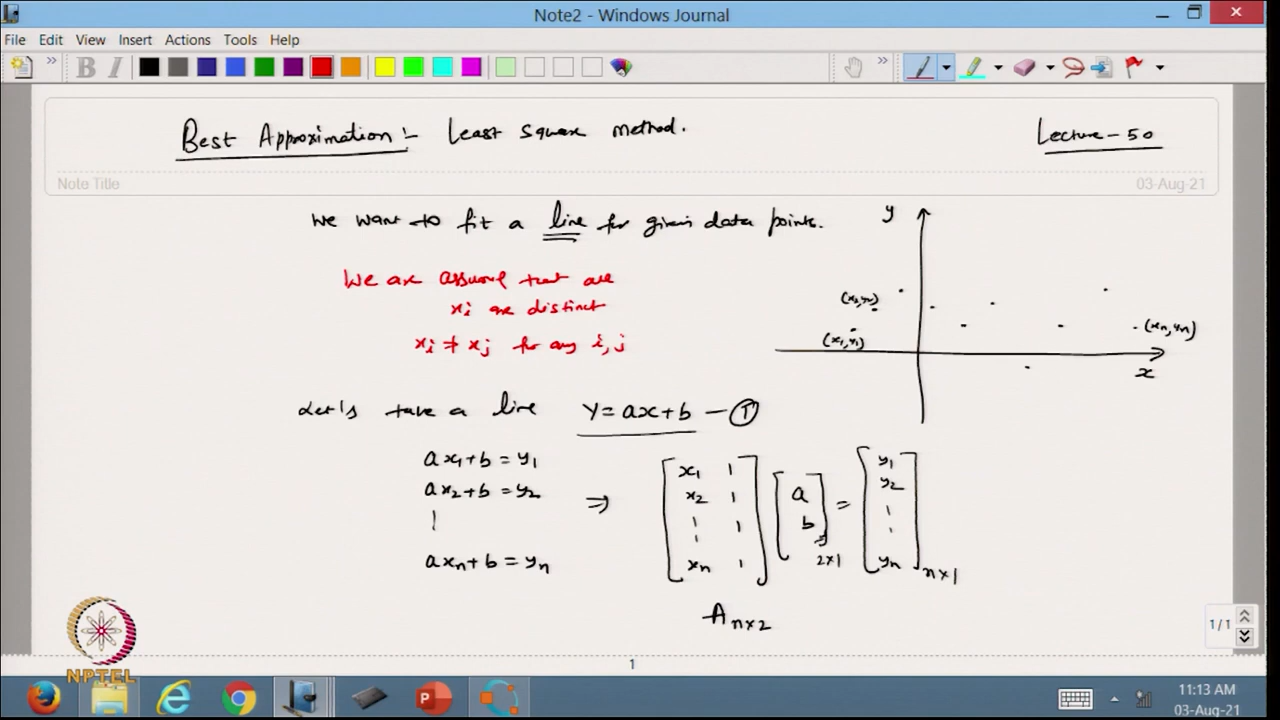 Note2 - Windows Journal
File Edit View Insert Actions Tools Help
Best Approximation :- Least Square method.
Lecture - 50
Note Title
03-Aug-21
We want to fit a line for given data points.
We are assume that are
xi are distinct
xi ≠ xj for any i, j
y
(x2, y2)
(x1, y1)
(xn, yn)
x
Let's take a line y = ax + b - ①
ax1 + b = y1
ax2 + b = y2
axn + b = yn
⇒
x1 1
x2 1
1
xn 1
a
b
2×1
=
y1
y2
yn
n×1
A n×2
1/1
NPTEL
1
11:13 AM
03-Aug-21